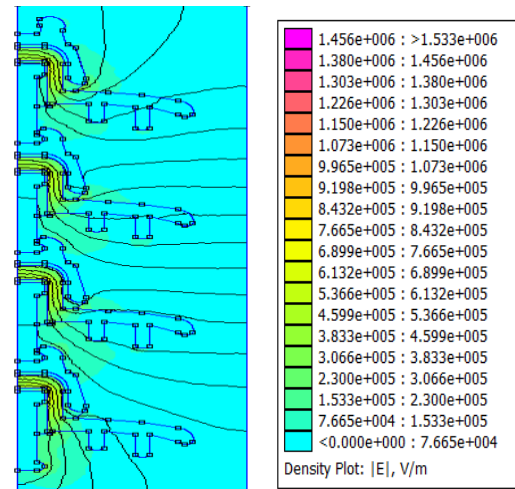 1.456e+006 : >1.533e+006
1.380e+006 : 1.456e+006
1.303e+006 : 1.380e+006
1.226e+006 : 1.303e+006
1.150e+006 : 1.226e+006
1.073e+006 : 1.150e+006
9.965e+005 : 1.073e+006
9.198e+005 : 9.965e+005
8.432e+005 : 9.198e+005
7.665e+005 : 8.432e+005
6.899e+005 : 7.665e+005
6.132e+005 : 6.899e+005
5.366e+005 : 6.132e+005
4.599e+005 : 5.366e+005
3.833e+005 : 4.599e+005
3.066e+005 : 3.833e+005
2.300e+005 : 3.066e+005
1.533e+005 : 2.300e+005
7.665e+004 : 1.533e+005
<0.000e+000 : 7.665e+004
Density Plot: |E|, V/m